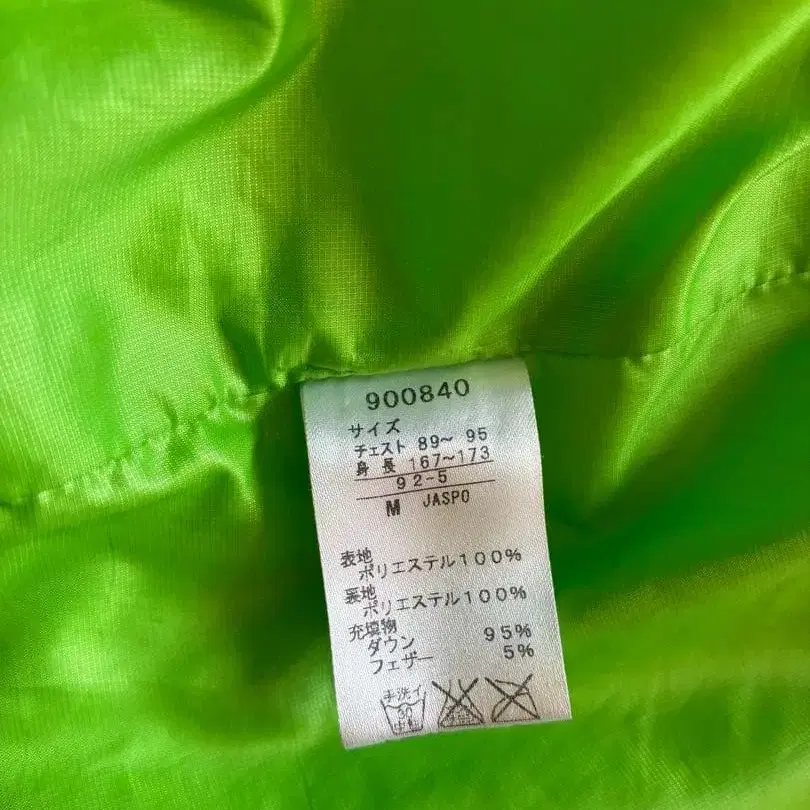 900840
サイズ
チェスト 89～ 95
身 長 167～173
92-5
M JASPO
表地
ポリエステル100%
裏地
ポリエステル100%
充填物
ダウン 95%
フェザー 5%
手洗イ
中性